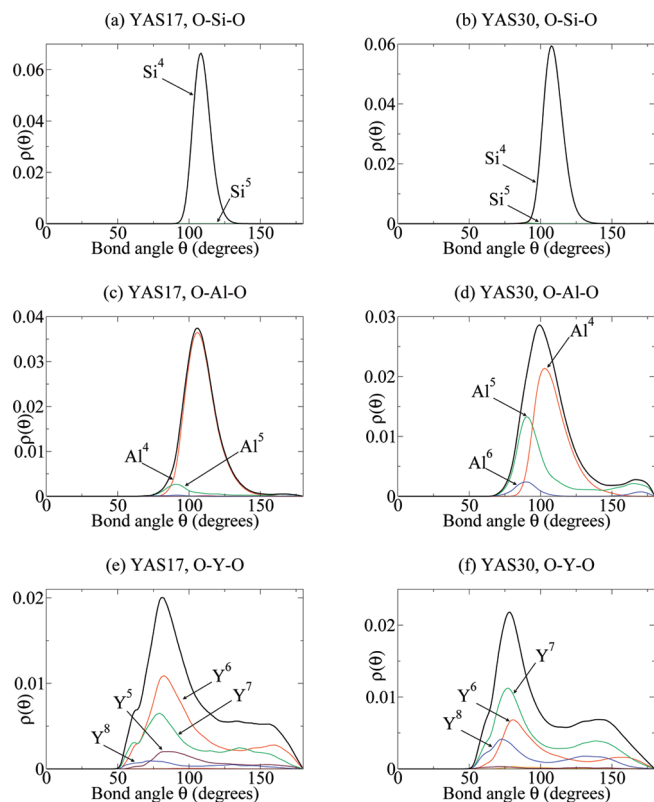 (a) YAS17, O-Si-O
(b) YAS30, O-Si-O
ρ(θ)
0.06
0.04
0.02
0
Si⁴
Si⁵
0 50 100 150
Bond angle θ (degrees)
ρ(θ)
0.06
0.04
0.02
0
Si⁴
Si⁵
0 50 100 150
Bond angle θ (degrees)
(c) YAS17, O-Al-O
(d) YAS30, O-Al-O
ρ(θ)
0.04
0.03
0.02
0.01
0
Al⁴
Al⁵
0 50 100 150
Bond angle θ (degrees)
ρ(θ)
0.03
0.02
0.01
0
Al⁴
Al⁵
Al⁶
0 50 100 150
Bond angle θ (degrees)
(e) YAS17, O-Y-O
(f) YAS30, O-Y-O
ρ(θ)
0.02
0.01
0
Y⁶
Y⁵
Y⁷
Y⁸
0 50 100 150
Bond angle θ (degrees)
ρ(θ)
0.02
0.01
0
Y⁷
Y⁶
Y⁸
0 50 100 150
Bond angle θ (degrees)